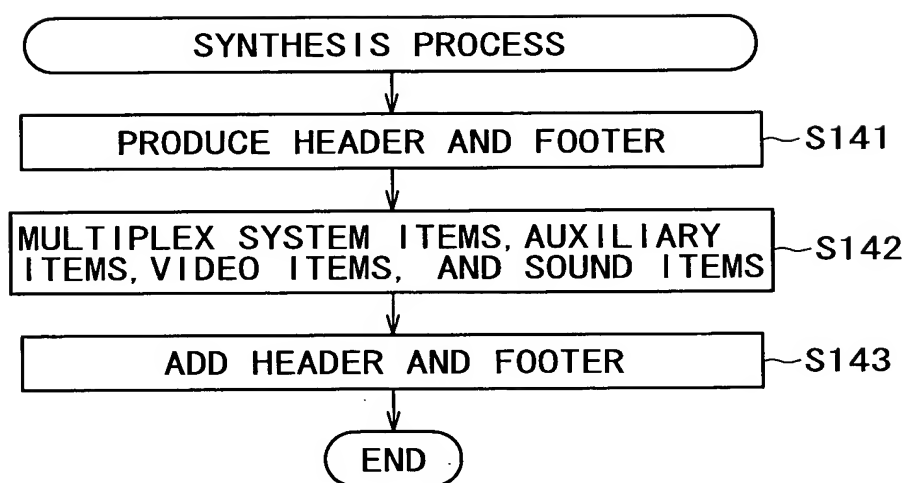 SYNTHESIS PROCESS
PRODUCE HEADER AND FOOTER
S141
MULTIPLEX SYSTEM ITEMS, AUXILIARY
ITEMS, VIDEO ITEMS, AND SOUND ITEMS
S142
ADD HEADER AND FOOTER
S143
END